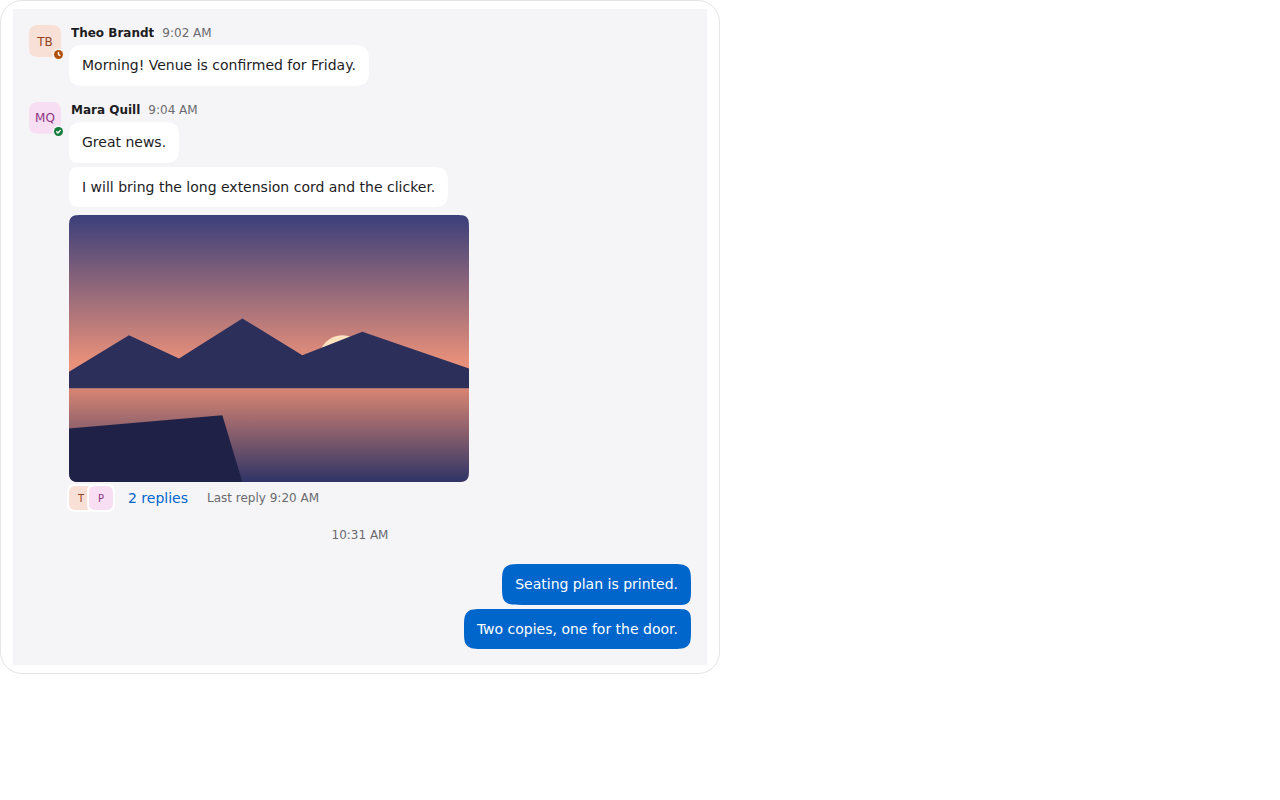 TB
Theo Brandt 9:02 AM
Morning! Venue is confirmed for Friday.
MQ
Mara Quill 9:04 AM
Great news.
I will bring the long extension cord and the clicker.
T P 2 replies Last reply 9:20 AM
10:31 AM
Seating plan is printed.
Two copies, one for the door.